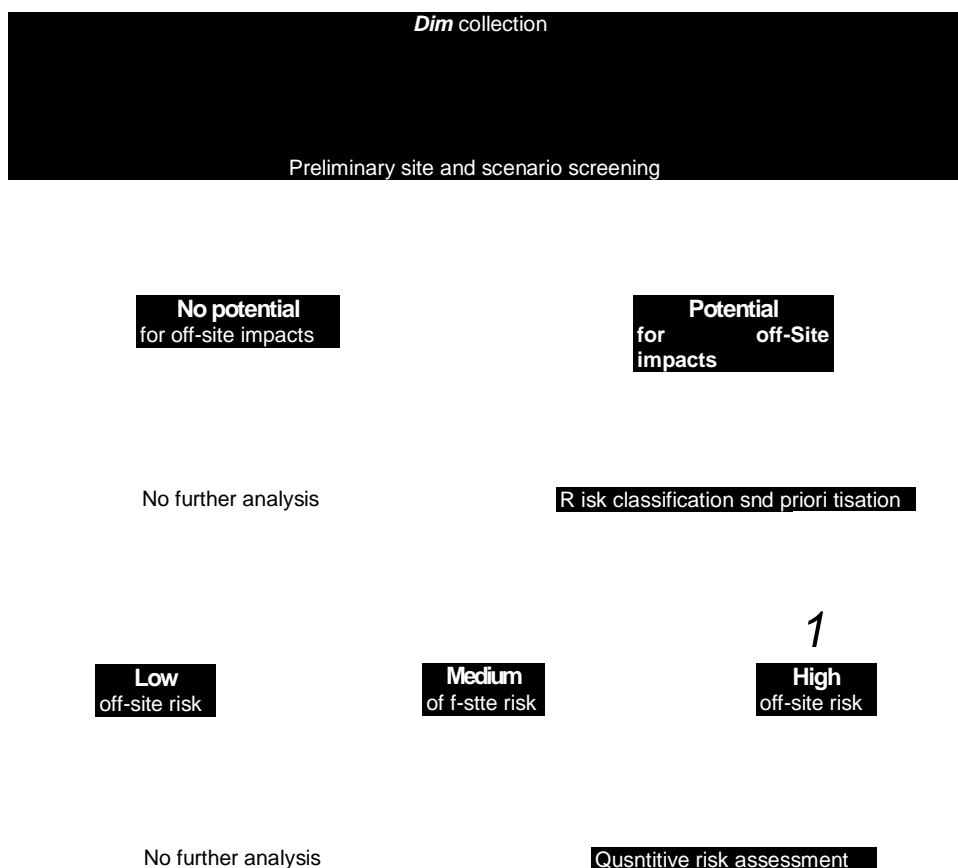 Dim collection
Preliminary site and scenario screening
No potential
for off-site impacts
Potential
for off-Site
impacts
No further analysis
R isk classification snd priori tisation
1
Low
off-site risk
Medium
of f-stte risk
High
off-site risk
No further analysis
Qusntitive risk assessment